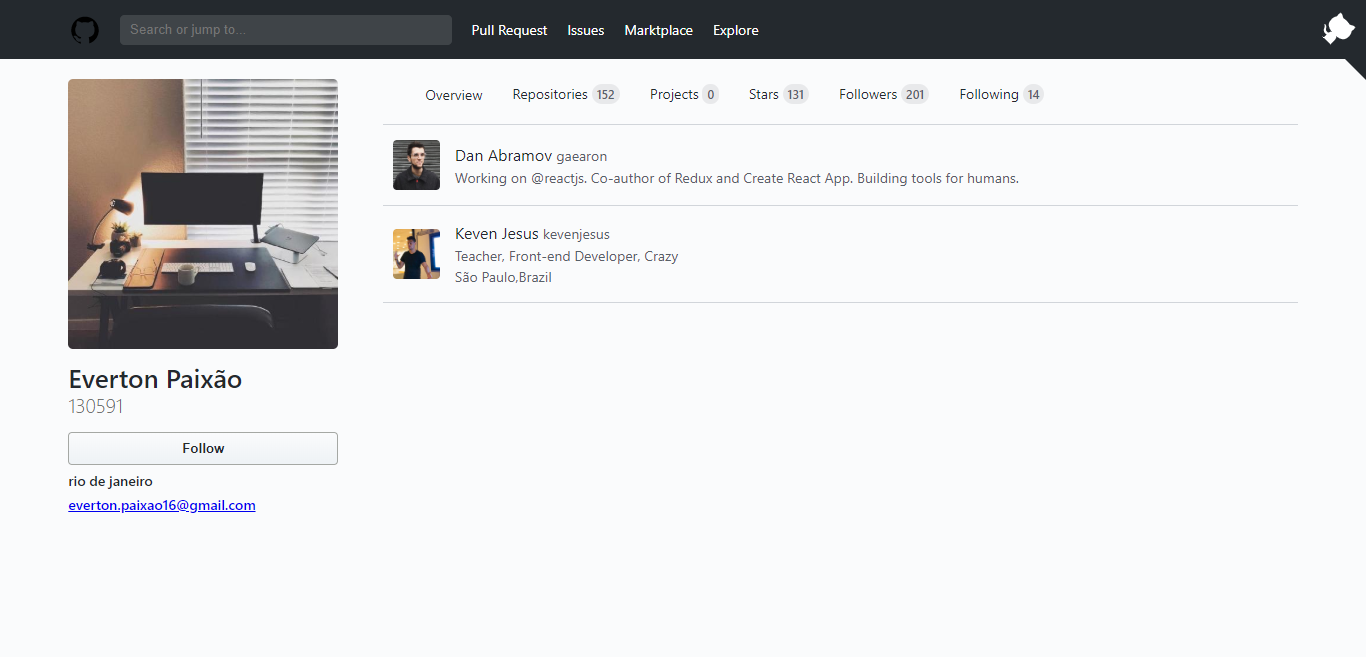 Search or jump to...
Pull Request Issues Marktplace Explore
Overview Repositories 152 Projects 0 Stars 131 Followers 201 Following 14
Dan Abramov gaearon
Working on @reactjs. Co-author of Redux and Create React App. Building tools for humans.
Keven Jesus kevenjesus
Teacher, Front-end Developer, Crazy
São Paulo,Brazil
Everton Paixão
130591
Follow
rio de janeiro
everton.paixao16@gmail.com